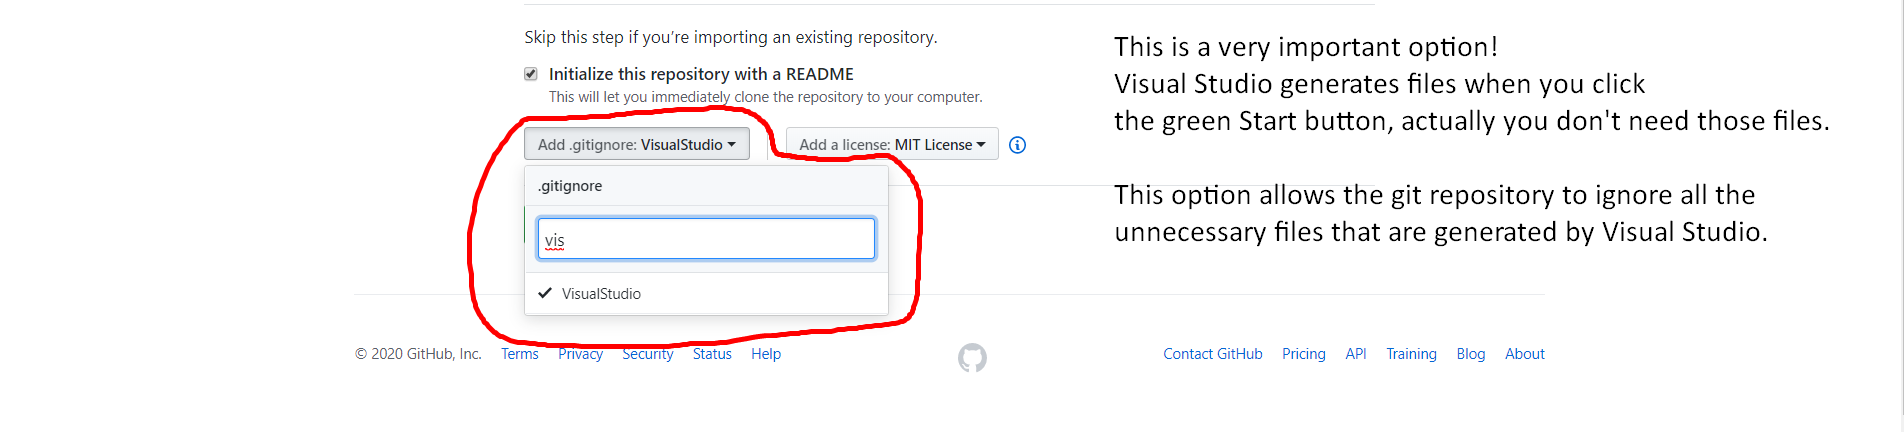 Skip this step if you're importing an existing repository.
Initialize this repository with a README
This will let you immediately clone the repository to your computer.
Add .gitignore: VisualStudio
Add a license: MIT License
.gitignore
vis
VisualStudio
This is a very important option!
Visual Studio generates files when you click
the green Start button, actually you don't need those files.
This option allows the git repository to ignore all the
unnecessary files that are generated by Visual Studio.
© 2020 GitHub, Inc. Terms Privacy Security Status Help
Contact GitHub Pricing API Training Blog About